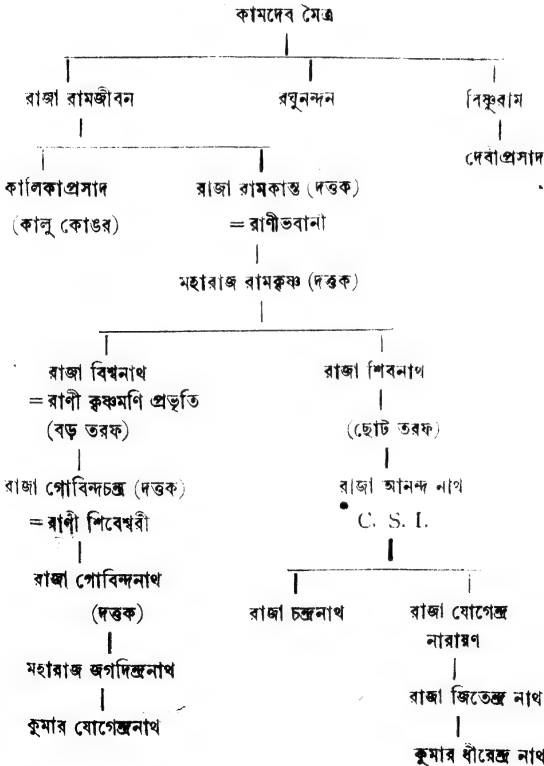 কামদেব মৈত্র
রাজা রামজীবন রঘুনন্দন বিষ্ণুরাম
দেবীপ্রসাদ
কালিকাপ্রসাদ রাজা রামকান্ত (দত্তক)
(কালু কোঙর) = রাণীভবানী
মহারাজ রামকৃষ্ণ (দত্তক)
রাজা বিশ্বনাথ রাজা শিবনাথ
= রাণী কৃষ্ণমণি প্রভৃতি
(বড় তরফ) (ছোট তরফ)
রাজা গোবিন্দচন্দ্র (দত্তক) রাজা আনন্দ নাথ
= রাণী শিবেশ্বরী C. S. I.
রাজা গোবিন্দনাথ
(দত্তক) রাজা চন্দ্রনাথ রাজা যোগেন্দ্র
নারায়ণ
মহারাজ জগদিন্দ্রনাথ
রাজা জিতেন্দ্র নাথ
কুমার যোগেন্দ্রনাথ
কুমার ধীরেন্দ্র নাথ